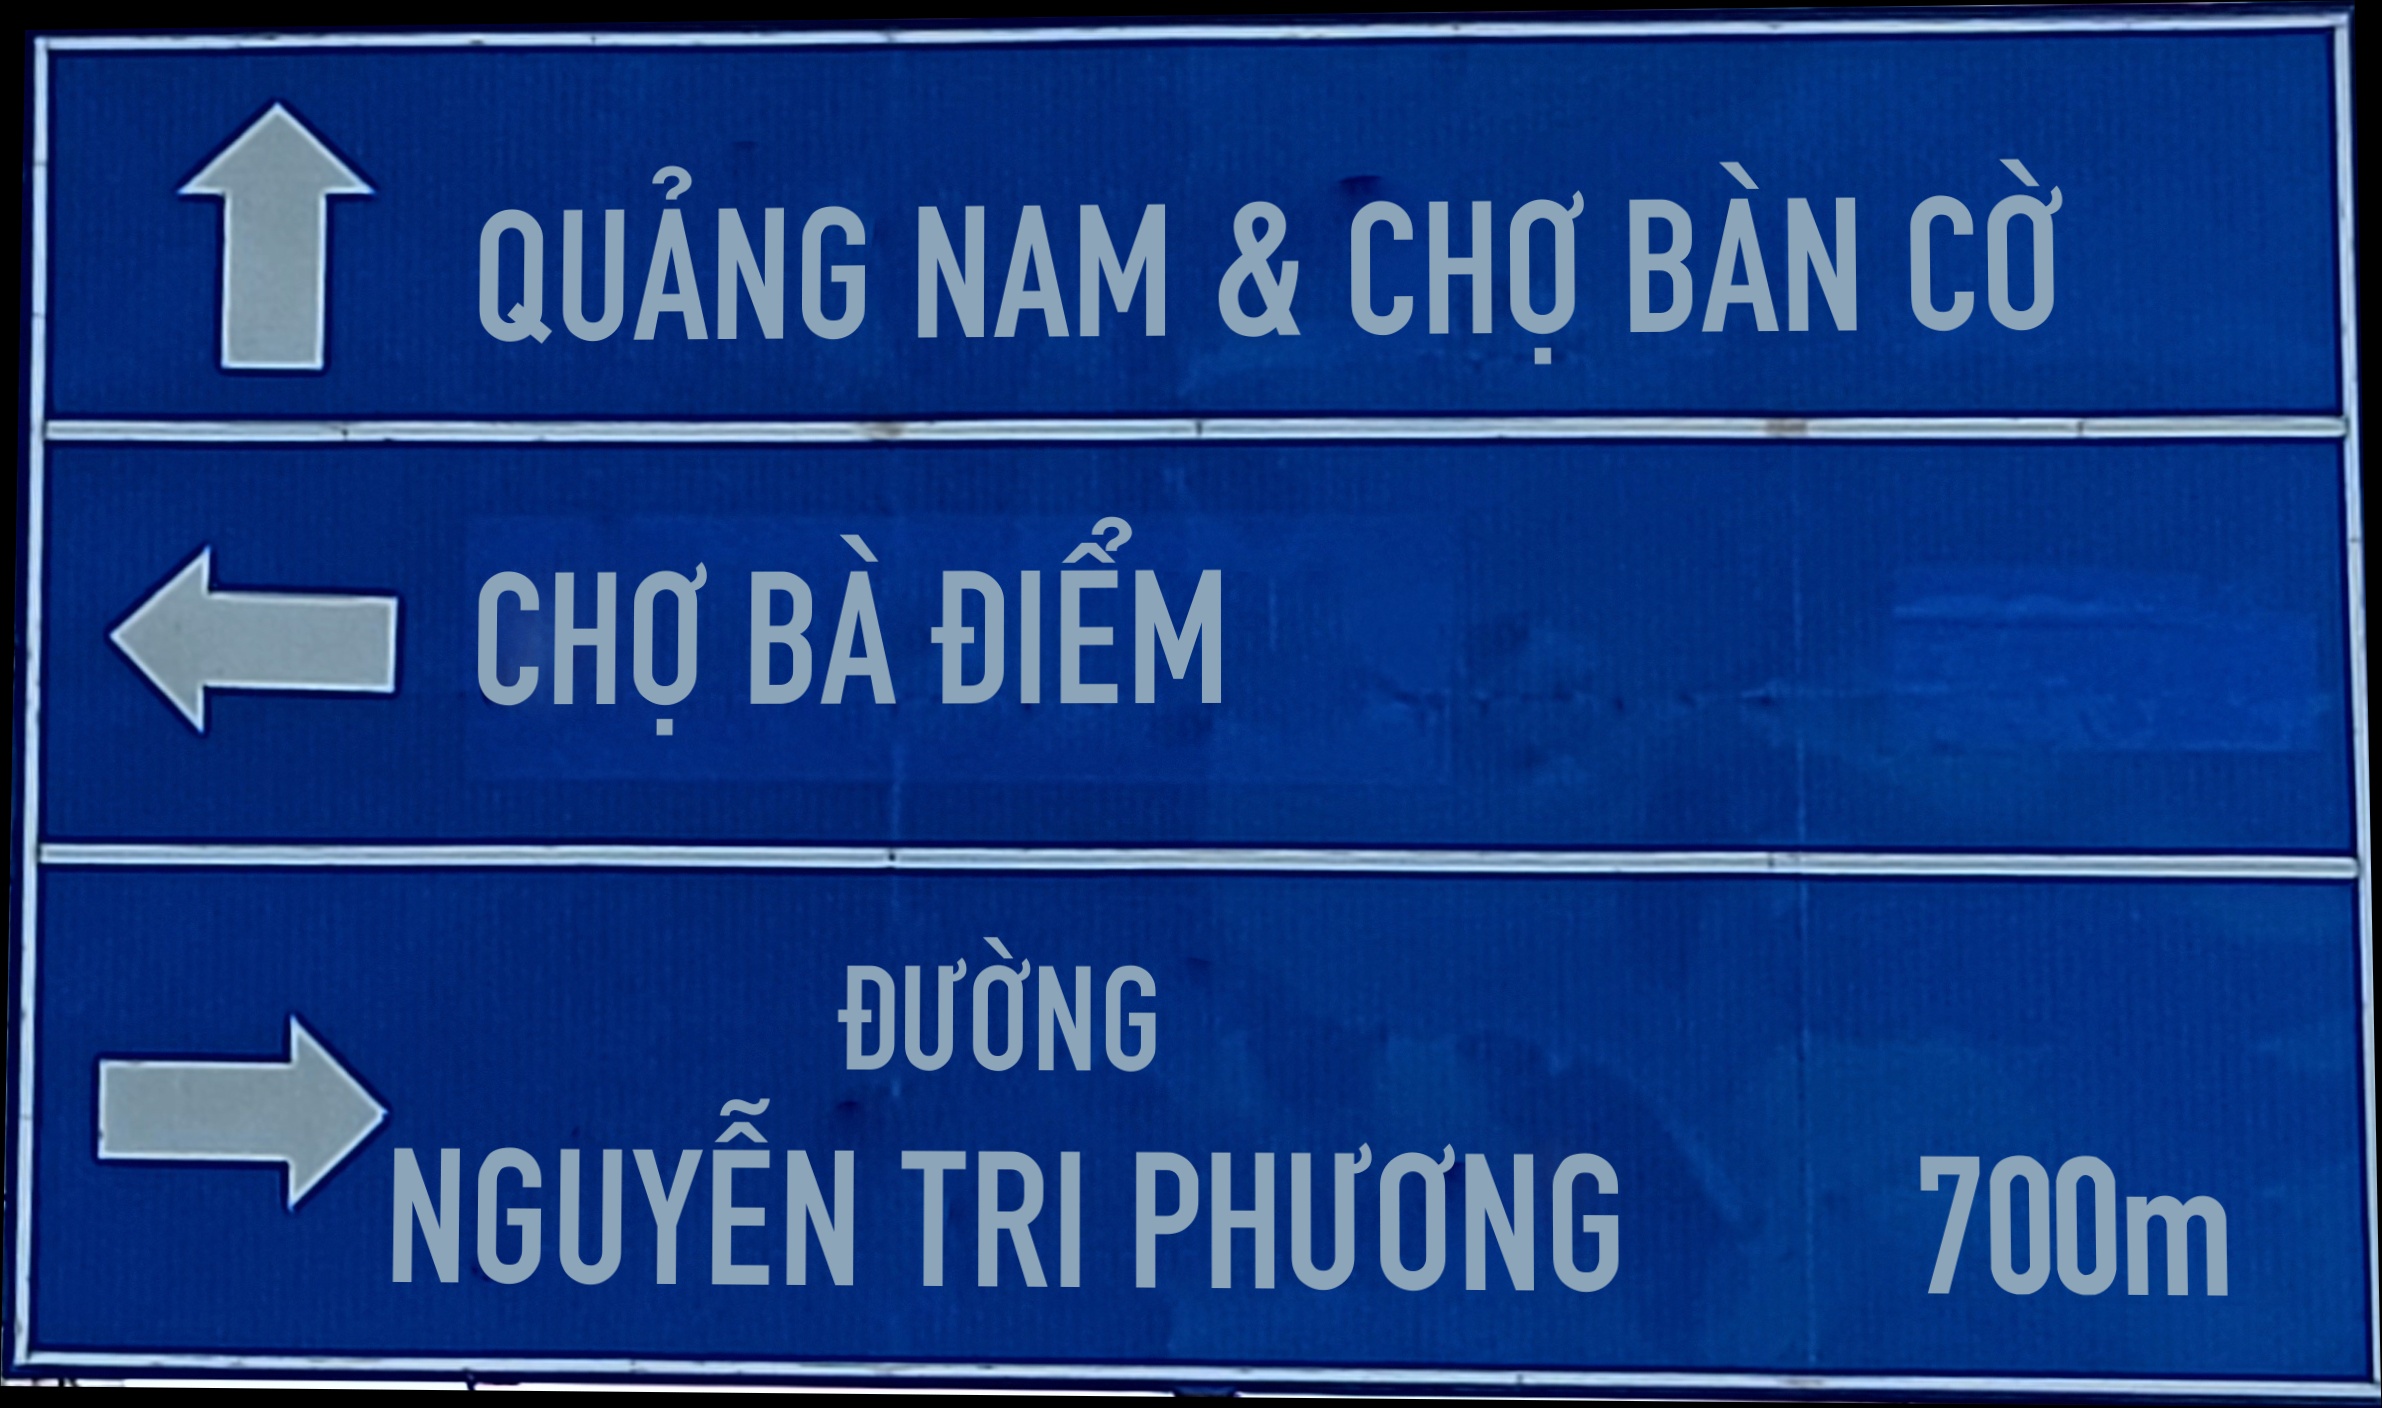 QUẢNG NAM & CHỢ BÀN CỜ
CHỢ BÀ ĐIỂM
ĐƯỜNG
NGUYỄN TRI PHƯƠNG 700m